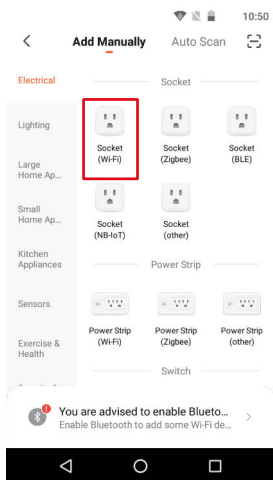 10:50
Add Manually Auto Scan
Electrical
Socket
Lighting
Socket
(Wi-Fi)
Socket
(Zigbee)
Socket
(BLE)
Large
Home Ap...
Small
Home Ap...
Socket
(NB-IoT)
Socket
(other)
Kitchen
Appliances
Power Strip
Sensors
Power Strip
(Wi-Fi)
Power Strip
(Zigbee)
Power Strip
(other)
Exercise &
Health
Switch
You are advised to enable Blueto...
Enable Bluetooth to add some Wi-Fi de...